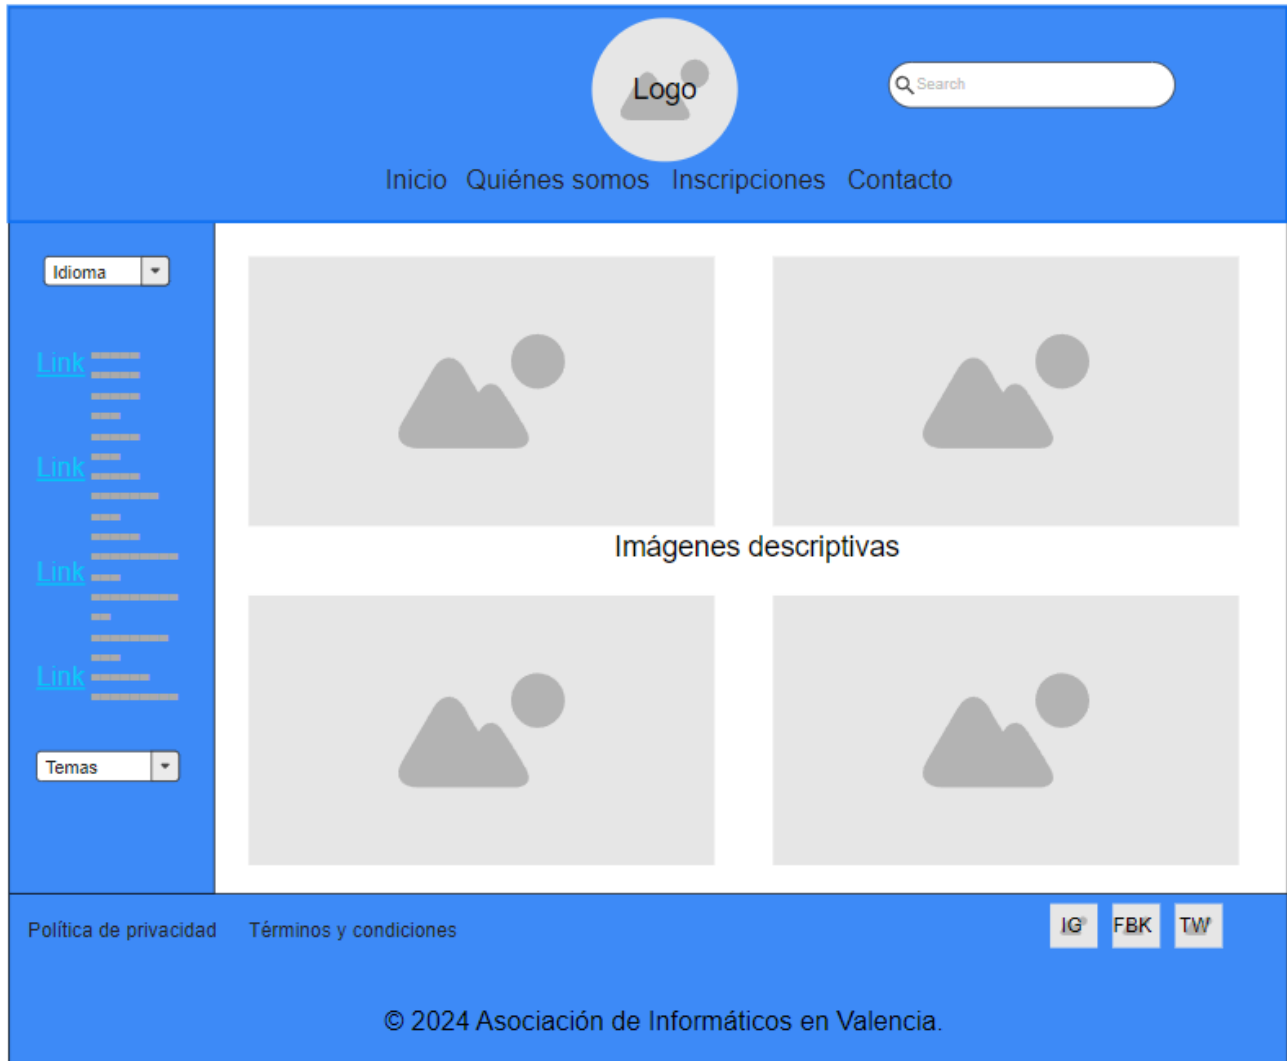 Logo
Search
Inicio Quiénes somos Inscripciones Contacto
Idioma
Link
Link
Link
Link
Temas
Imágenes descriptivas
Política de privacidad Términos y condiciones
IG FBK TW
© 2024 Asociación de Informáticos en Valencia.